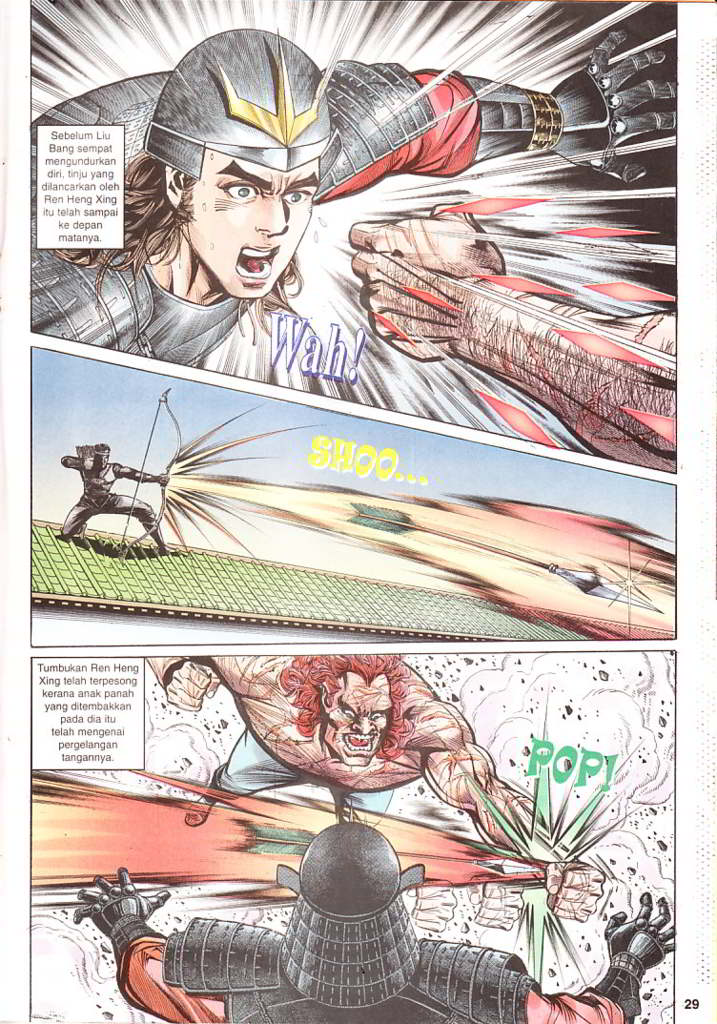 Sebelum Liu
Bang sempat
mengundurkan
diri, tinju yang
dilancarkan oleh
Ren Heng Xing
itu telah sampai
ke depan
matanya.
Wah!
SHOO...
Tumbukan Ren Heng
Xing telah terpesong
kerana anak panah
yang ditembakkan
pada dia itu
telah mengenai
pergelangan
tangannya.
POP!
29